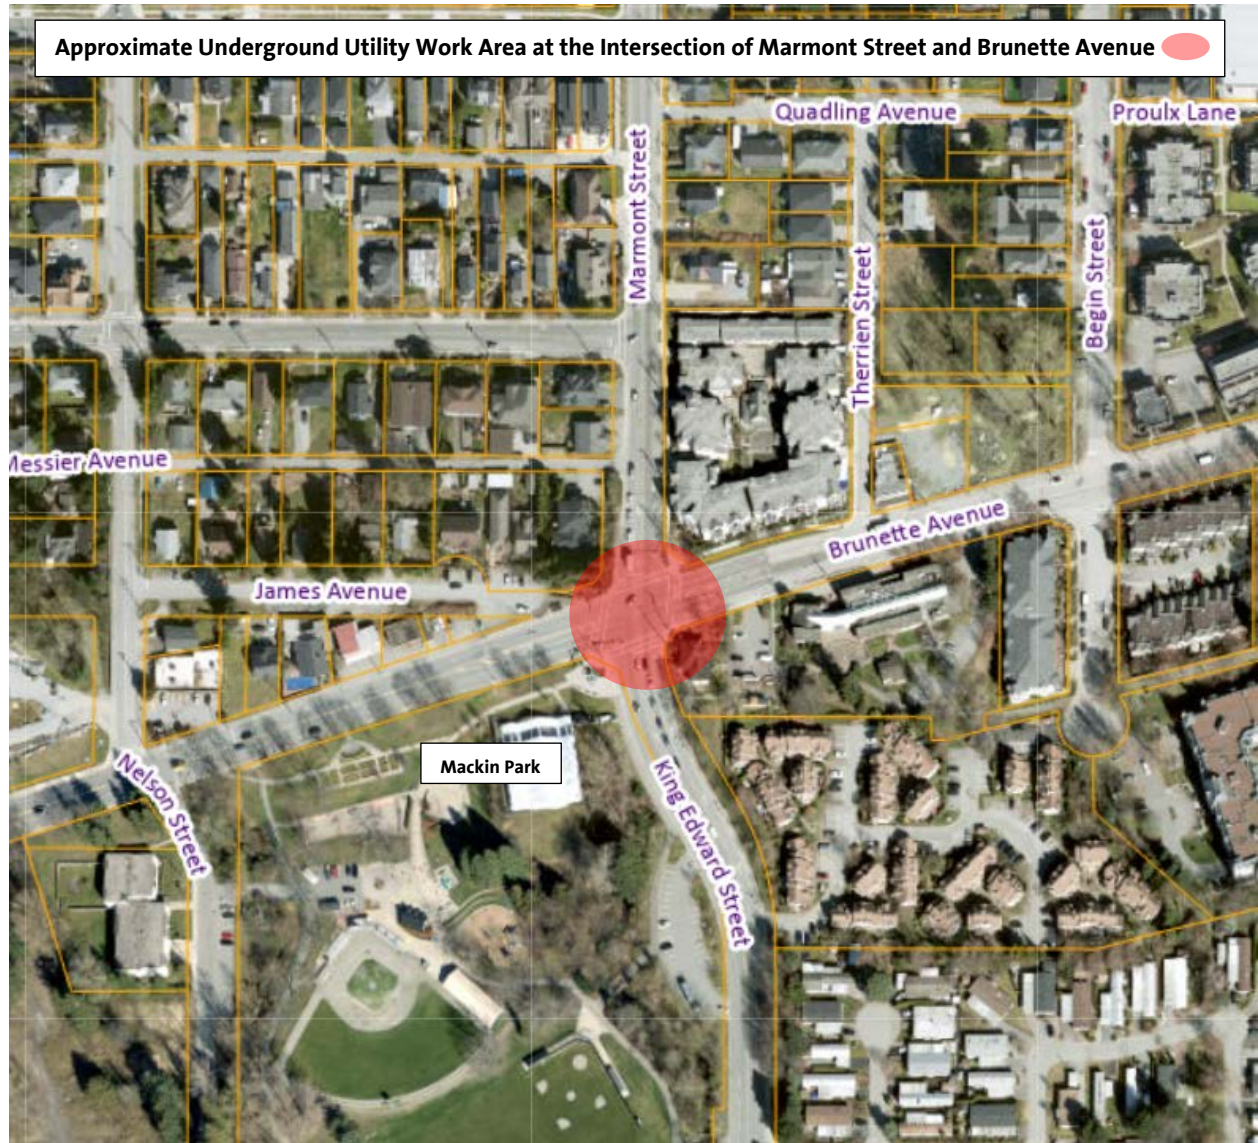 Approximate Underground Utility Work Area at the Intersection of Marmont Street and Brunette Avenue
Quadling Avenue
Proulx Lane
Marmont Street
Therrien Street
Begin Street
Messier Avenue
Brunette Avenue
James Avenue
Mackin Park
Nelson Street
King Edward Street